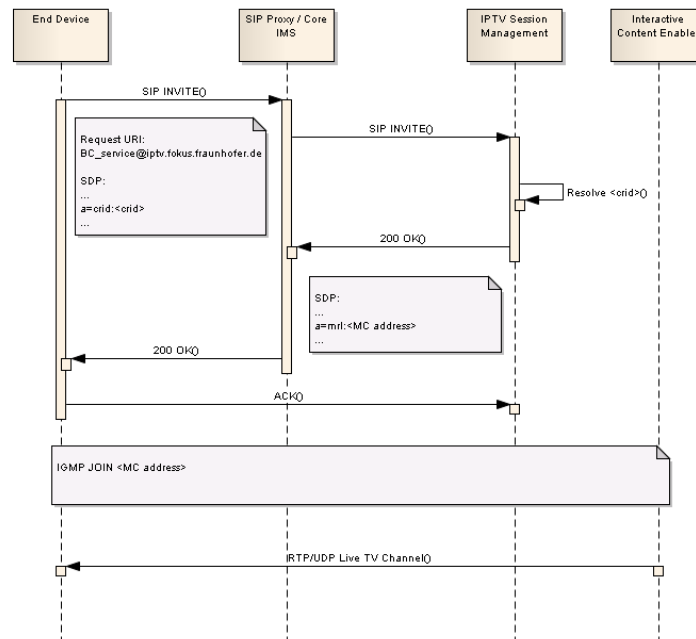 End Device
SIP Proxy / Core
IMS
IPTV Session
Management
Interactive
Content Enable
SIP INVITE()
Request URI:
BC_service@iptv.fokus.fraunhofer.de
SDP:
...
a=crid:<crid>
...
SIP INVITE()
Resolve <crid>()
200 OK()
SDP:
...
a=mrl:<MC address>
...
200 OK()
ACK()
IGMP JOIN <MC address>
RTP/UDP Live TV Channel()